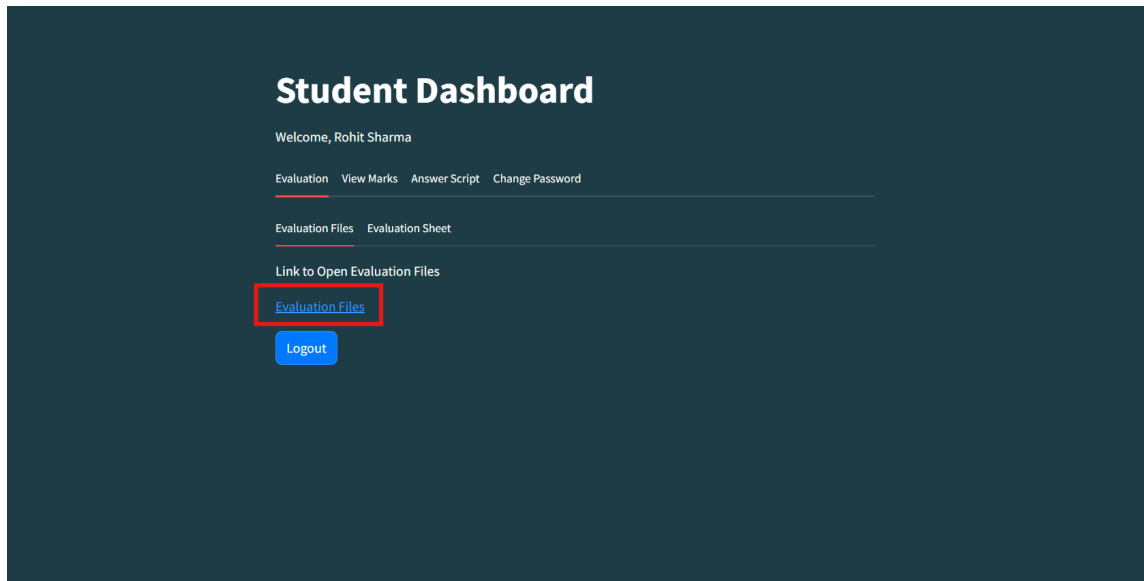 Student Dashboard
Welcome, Rohit Sharma
Evaluation View Marks Answer Script Change Password
Evaluation Files Evaluation Sheet
Link to Open Evaluation Files
Evaluation Files
Logout